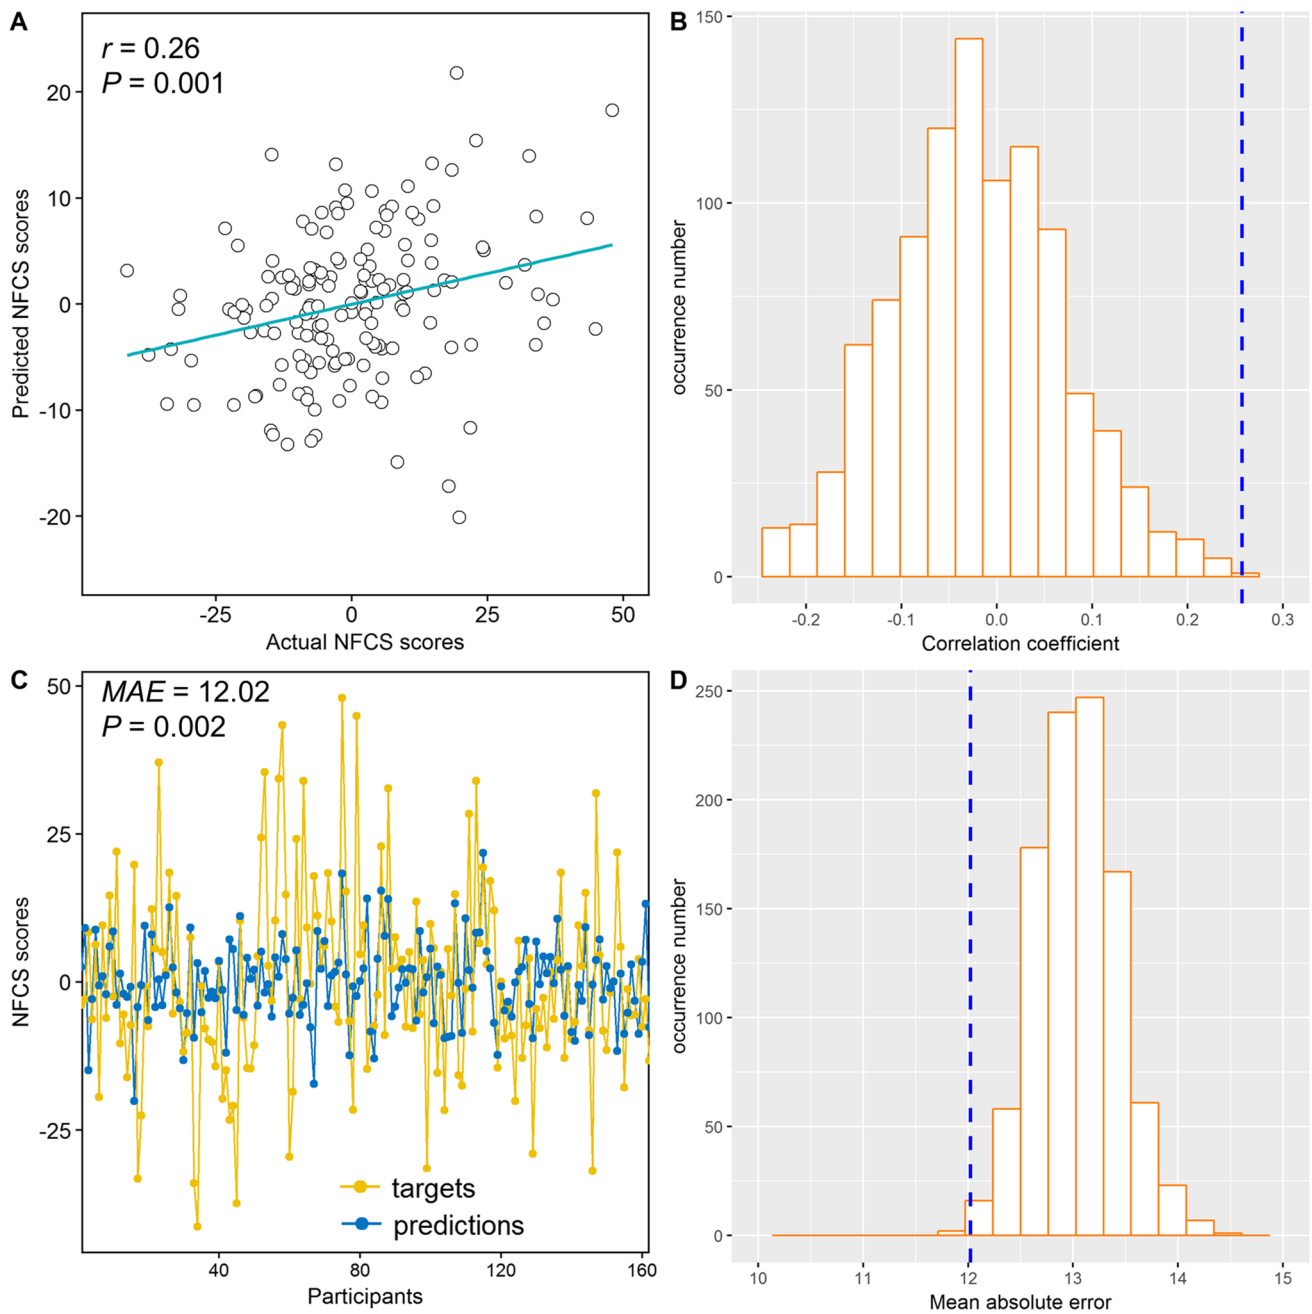 A
r = 0.26
P = 0.001
20
10
0
-10
-20
Predicted NFCS scores
-25
0
25
50
Actual NFCS scores
B
150
100
50
0
occurrence number
-0.2
-0.1
0.0
0.1
0.2
0.3
Correlation coefficient
C
MAE = 12.02
P = 0.002
50
25
0
-25
NFCS scores
targets
predictions
40
80
120
160
Participants
D
250
200
150
100
50
0
occurrence number
10
11
12
13
14
15
Mean absolute error